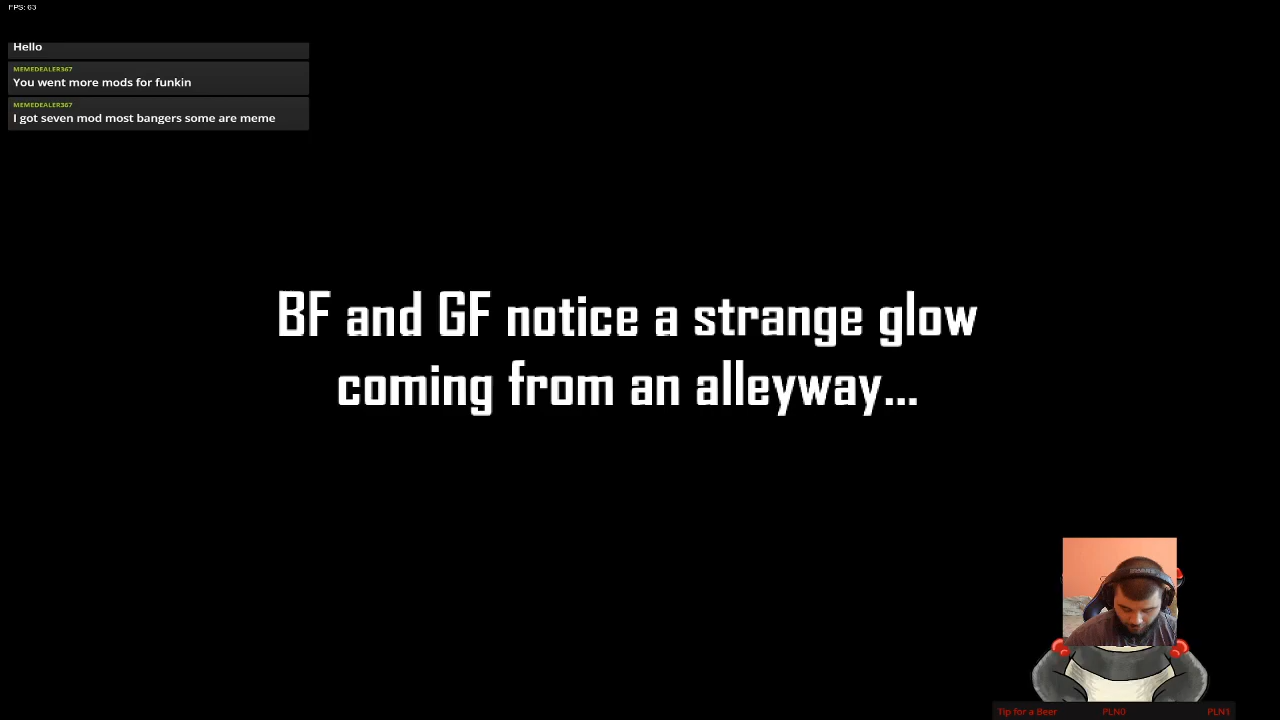 FPS: 63
Hello
MEMEDEALER367
You went more mods for funkin
MEMEDEALER367
I got seven mod most bangers some are meme
BF and GF notice a strange glow
coming from an alleyway...
Tip for a Beer PLN0 PLN1